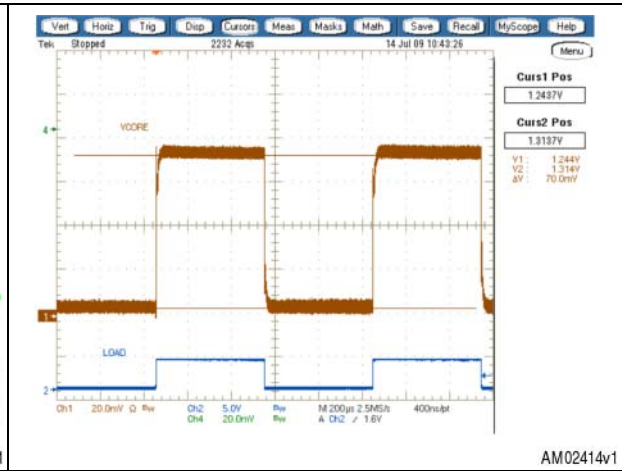 Vert Horiz Trig Disp Cursors Meas Masks Math Save Recall MyScope Help
Tek Stopped 2232 Acqs 14 Jul 09 10:43:26
Menu
Curs1 Pos
1.2437V
Curs2 Pos
1.3137V
V1: 1.244V
V2: 1.314V
ΔV: 70.0mV
4
VCORE
1
LOAD
2
Ch1 20.0mV Ω Bw Ch2 5.0V Bw M 200µs 2.5MS/s 400ns/pt
Ch4 20.0mV Bw A Ch2 ⁄ 1.6V
AM02414v1